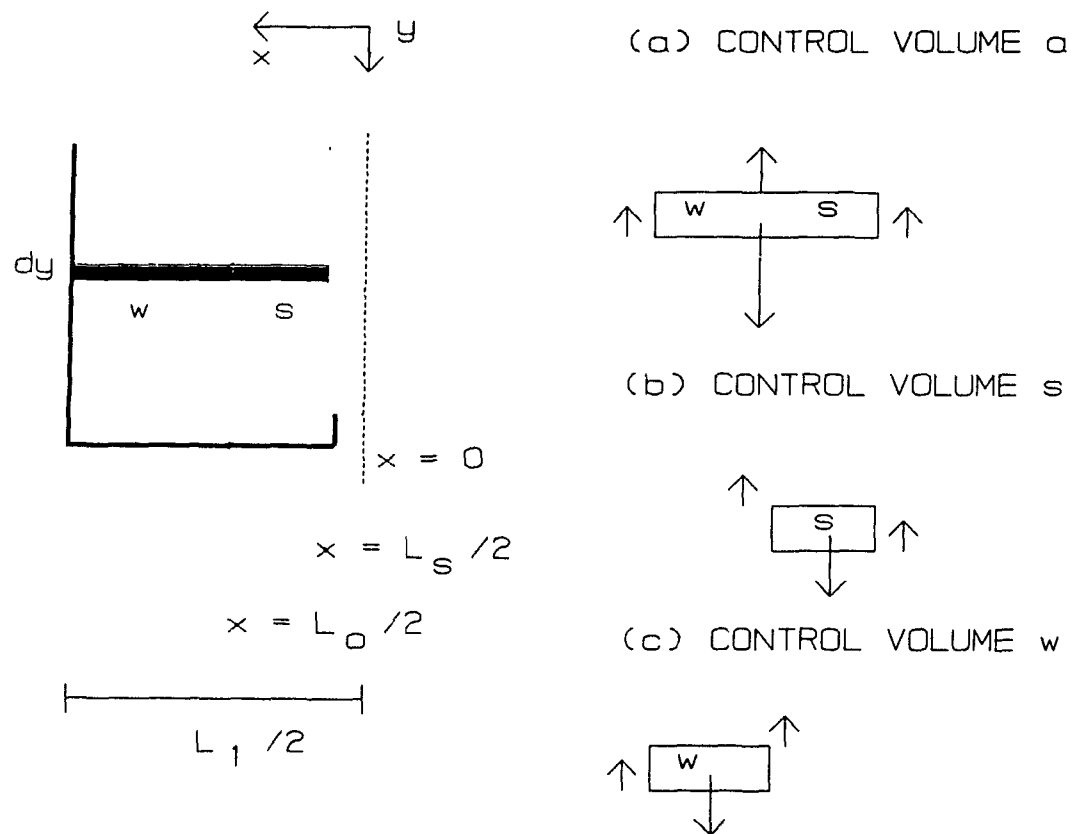 y
x
dy
w s
x = 0
x = L_s /2
x = L_o /2
L_1 /2
(a) CONTROL VOLUME a
w s
(b) CONTROL VOLUME s
s
(c) CONTROL VOLUME w
w